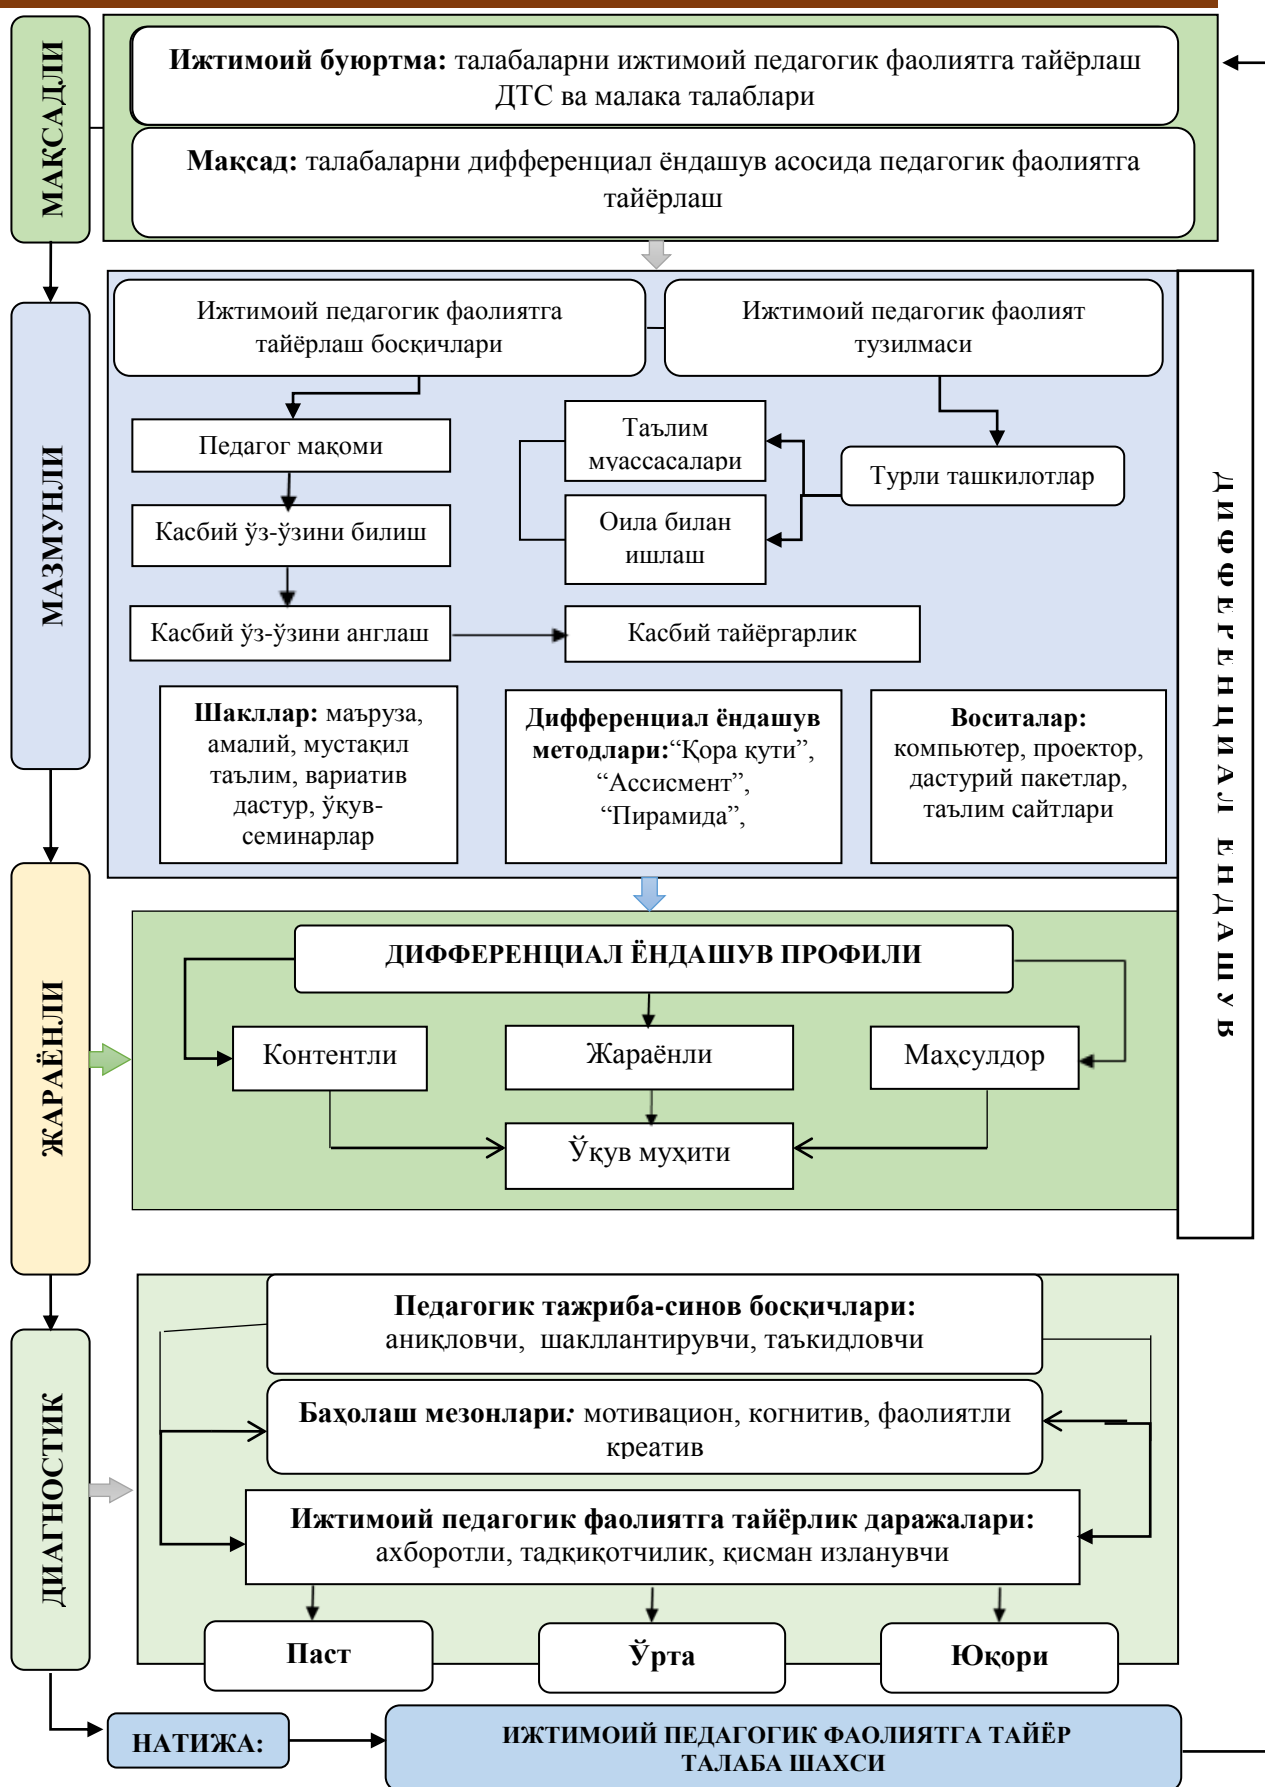 МАҚСАДЛИ
Ижтимоий буюртма: талабаларни ижтимоий педагогик фаолиятга тайёрлаш
ДТС ва малака талаблари
Мақсад: талабаларни дифференциал ёндашув асосида педагогик фаолиятга
тайёрлаш
МАЗМУНЛИ
Ижтимоий педагогик фаолиятга
тайёрлаш босқичлари
Ижтимоий педагогик фаолият
тузилмаси
Педагог мақоми
Касбий ўз-ўзини билиш
Касбий ўз-ўзини англаш
Таълим
муассасалари
Оила билан
ишлаш
Турли ташкилотлар
Касбий тайёргарлик
Шакллар: маъруза,
амалий, мустақил
таълим, вариатив
дастур, ўқув-
семинарлар
Дифференциал ёндашув
методлари:“Қора қути”,
“Ассисмент”,
“Пирамида”,
Воситалар:
компьютер, проектор,
дастурий пакетлар,
таълим сайтлари
ДИФФЕРЕНЦИАЛ ЁНДАШУВ
ЖАРАЁНЛИ
ДИФФЕРЕНЦИАЛ ЁНДАШУВ ПРОФИЛИ
Контентли
Жараёнли
Маҳсулдор
Ўқув муҳити
ДИАГНОСТИК
Педагогик тажриба-синов босқичлари:
аниқловчи, шакллантирувчи, таъкидловчи
Баҳолаш мезонлари: мотивацион, когнитив, фаолиятли
креатив
Ижтимоий педагогик фаолиятга тайёрлик даражалари:
ахборотли, тадқиқотчилик, қисман изланувчи
Паст
Ўрта
Юқори
НАТИЖА:
ИЖТИМОИЙ ПЕДАГОГИК ФАОЛИЯТГА ТАЙЁР
ТАЛАБА ШАХСИ